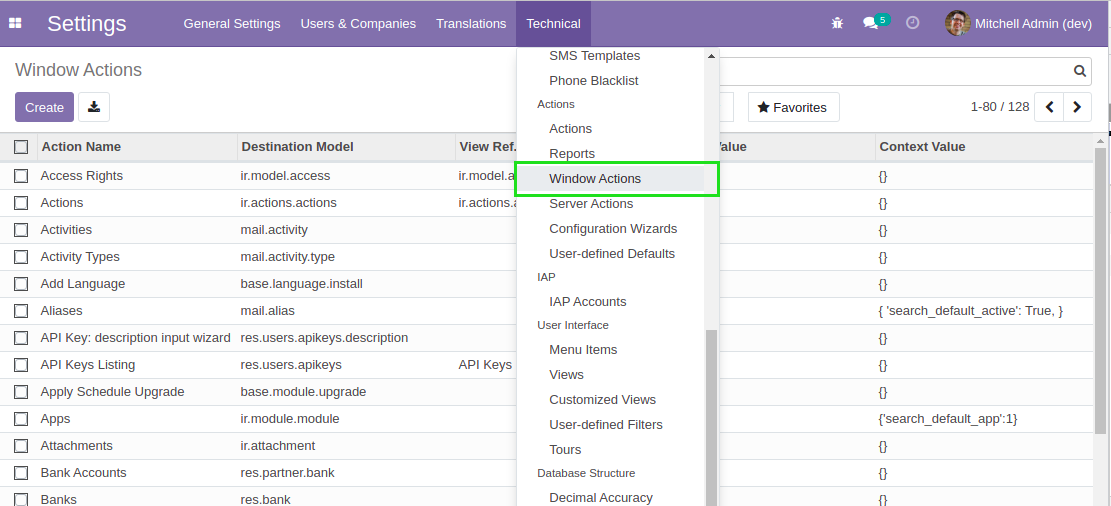 Settings General Settings Users & Companies Translations Technical 5 Mitchell Admin (dev)
Window Actions
Create
Favorites 1-80 / 128
SMS Templates
Phone Blacklist
Actions
Actions
Reports
Window Actions
Server Actions
Configuration Wizards
User-defined Defaults
IAP
IAP Accounts
User Interface
Menu Items
Views
Customized Views
User-defined Filters
Tours
Database Structure
Decimal Accuracy
Action Name Destination Model View Ref. alue Context Value
Access Rights ir.model.access ir.model.a {}
Actions ir.actions.actions ir.actions.a {}
Activities mail.activity {}
Activity Types mail.activity.type {}
Add Language base.language.install {}
Aliases mail.alias { 'search_default_active': True, }
API Key: description input wizard res.users.apikeys.description {}
API Keys Listing res.users.apikeys API Keys {}
Apply Schedule Upgrade base.module.upgrade {}
Apps ir.module.module {'search_default_app':1}
Attachments ir.attachment {}
Bank Accounts res.partner.bank {}
Banks res.bank {}